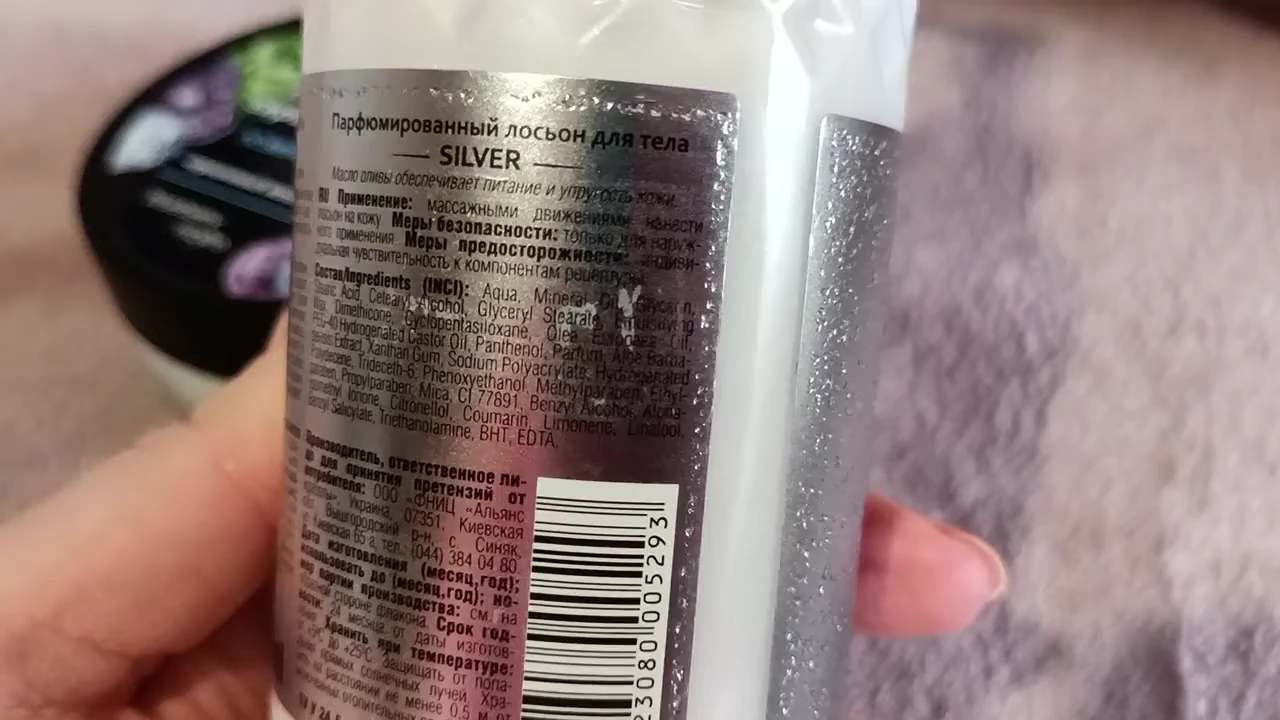 Парфюмированный лосьон для тела
SILVER
Масло оливы обеспечивает питание и упругость кожи
RU Применение: массажными движениями нанести
лосьон на кожу Меры безопасности: только для наруж-
ного применения Меры предосторожности: индиви-
дуальная чувствительность к компонентам рецептуры
Состав/Ingredients (INCI): Aqua, Mineral Oil, Glycerin,
Stearic Acid, Cetearyl Alcohol, Glyceryl Stearate, Emulsifying
Wax, Dimethicone, Cyclopentasiloxane, Olea Europaea Oil,
PEG-40 Hydrogenated Castor Oil, Panthenol, Parfum, Aloe Barba-
densis Extract, Xanthan Gum, Sodium Polyacrylate, Hydrogenated
Polydecene, Trideceth-6, Phenoxyethanol, Methylparaben, Ethyl-
paraben, Propylparaben, Mica, CI 77891, Benzyl Alcohol, Alpha-
Isomethyl Ionone, Citronellol, Coumarin, Limonene, Linalool,
Benzyl Salicylate, Triethanolamine, BHT, EDTA.
Производитель, ответственное ли-
цо для принятия претензий от
потребителя: ООО «ФНИЦ «Альянс
красоты» Украина, 07351, Киевская
обл., Вышгородский р-н, с. Синяк,
ул. Киевская 65 а, тел.: (044) 384 04 80
Дата изготовления (месяц,год);
использовать до (месяц,год); но-
мер партии производства: см. на
обратной стороне флакона. Срок год-
ности: 24 месяца от даты изготов-
ления. Хранить при температуре:
от +5°С до +25°С Защищать от попа-
дания прямых солнечных лучей. Хра-
нить на расстоянии не менее 0,5 м от
отопительных
ТУ У 24.5
23080 005293